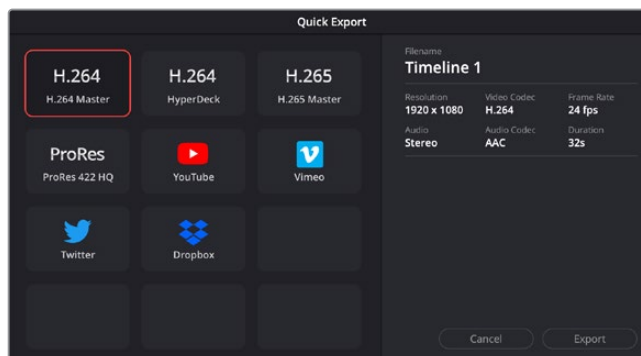 Quick Export
H.264
H.264 Master
H.264
HyperDeck
H.265
H.265 Master
ProRes
ProRes 422 HQ
YouTube
Vimeo
Twitter
Dropbox
Filename
Timeline 1
Resolution Video Codec Frame Rate
1920 x 1080 H.264 24 fps
Audio Audio Codec Duration
Stereo AAC 32s
Cancel Export